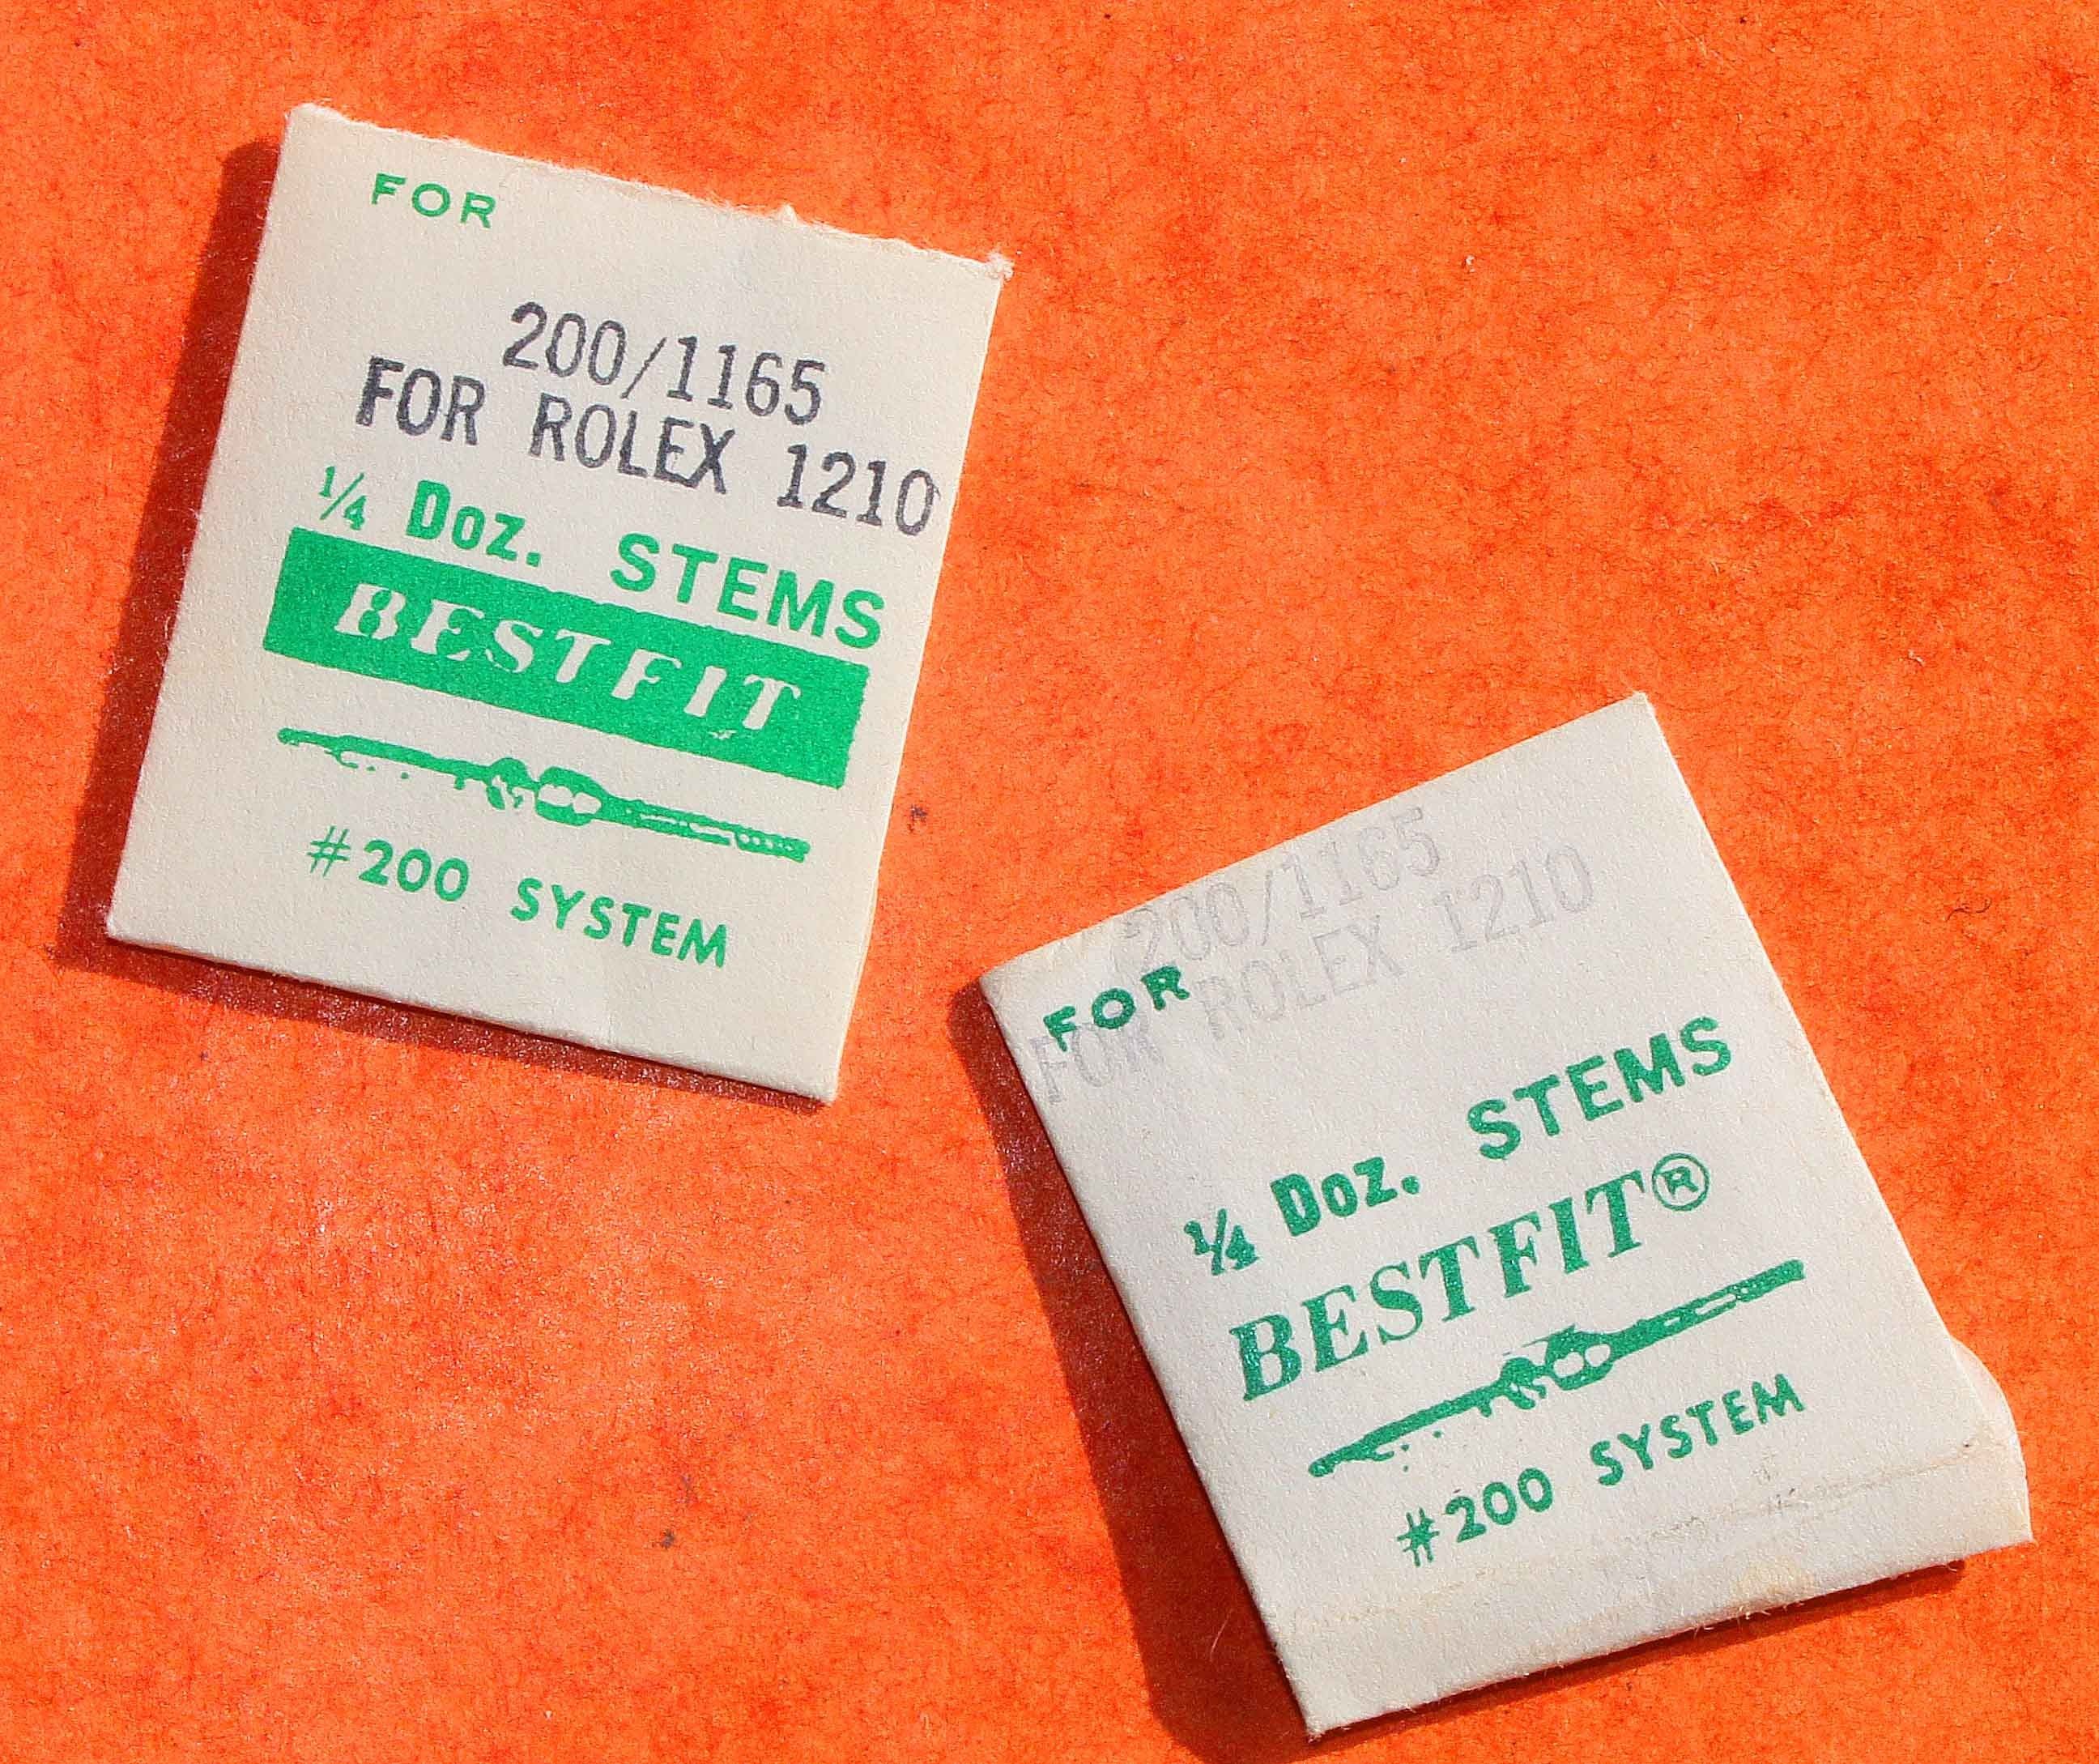 FOR
200/1165
FOR ROLEX 1210
¼ Doz. STEMS
BESTFIT
#200 SYSTEM
200/1165
FOR
FOR ROLEX 1210
¼ Doz. STEMS
BESTFIT®
#200 SYSTEM